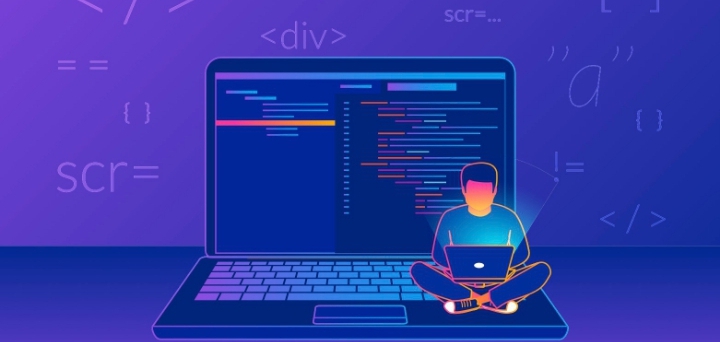 </>
scr=...
[ ]
<div>
,, ,,
a
= =
{ }
{ }
scr=
!=
</>